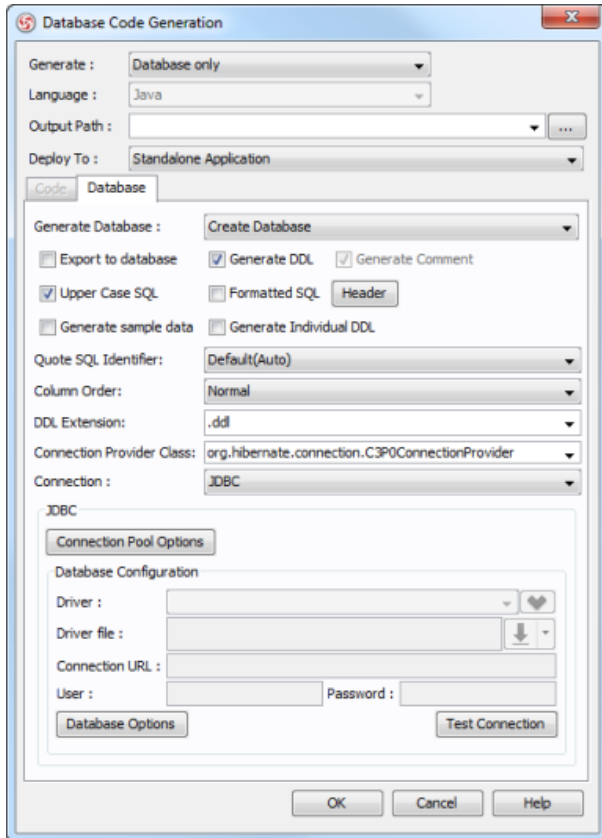 Database Code Generation
Generate : Database only
Language : Java
Output Path : ...
Deploy To : Standalone Application
Code Database
Generate Database : Create Database
Export to database Generate DDL Generate Comment
Upper Case SQL Formatted SQL Header
Generate sample data Generate Individual DDL
Quote SQL Identifier: Default(Auto)
Column Order: Normal
DDL Extension: .ddl
Connection Provider Class: org.hibernate.connection.C3P0ConnectionProvider
Connection : JDBC
JDBC
Connection Pool Options
Database Configuration
Driver :
Driver file :
Connection URL :
User : Password :
Database Options Test Connection
OK Cancel Help